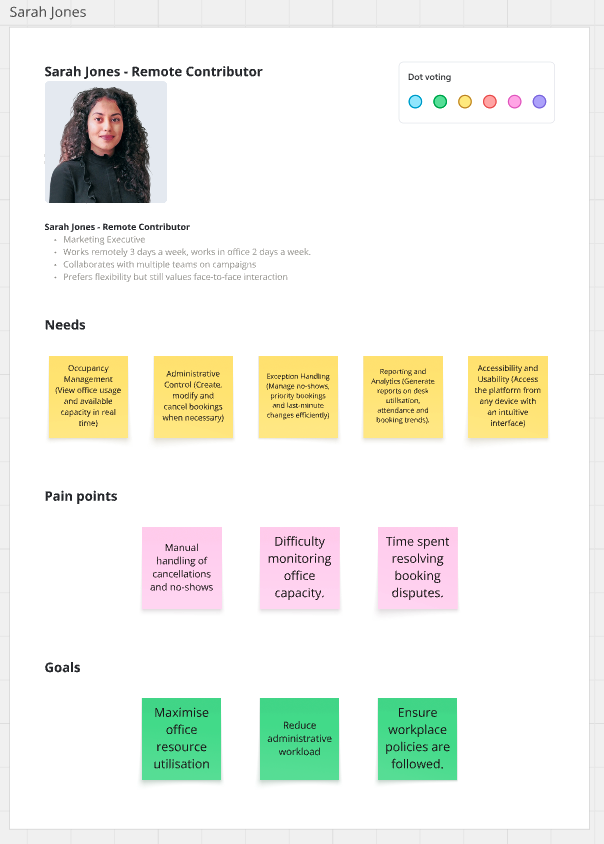 Sarah Jones
Sarah Jones - Remote Contributor
Dot voting
Sarah Jones - Remote Contributor
• Marketing Executive
• Works remotely 3 days a week, works in office 2 days a week.
• Collaborates with multiple teams on campaigns
• Prefers flexibility but still values face-to-face interaction
Needs
Occupancy
Management
(View office usage
and available
capacity in real
time)
Administrative
Control (Create,
modify and
cancel bookings
when necessary)
Exception Handling
(Manage no-shows,
priority bookings
and last-minute
changes efficiently)
Reporting and
Analytics (Generate
reports on desk
utilisation,
attendance and
booking trends).
Accessibility and
Usability (Access
the platform from
any device with
an intuitive
interface)
Pain points
Manual
handling of
cancellations
and no-shows
Difficulty
monitoring
office
capacity.
Time spent
resolving
booking
disputes.
Goals
Maximise
office
resource
utilisation
Reduce
administrative
workload
Ensure
workplace
policies are
followed.